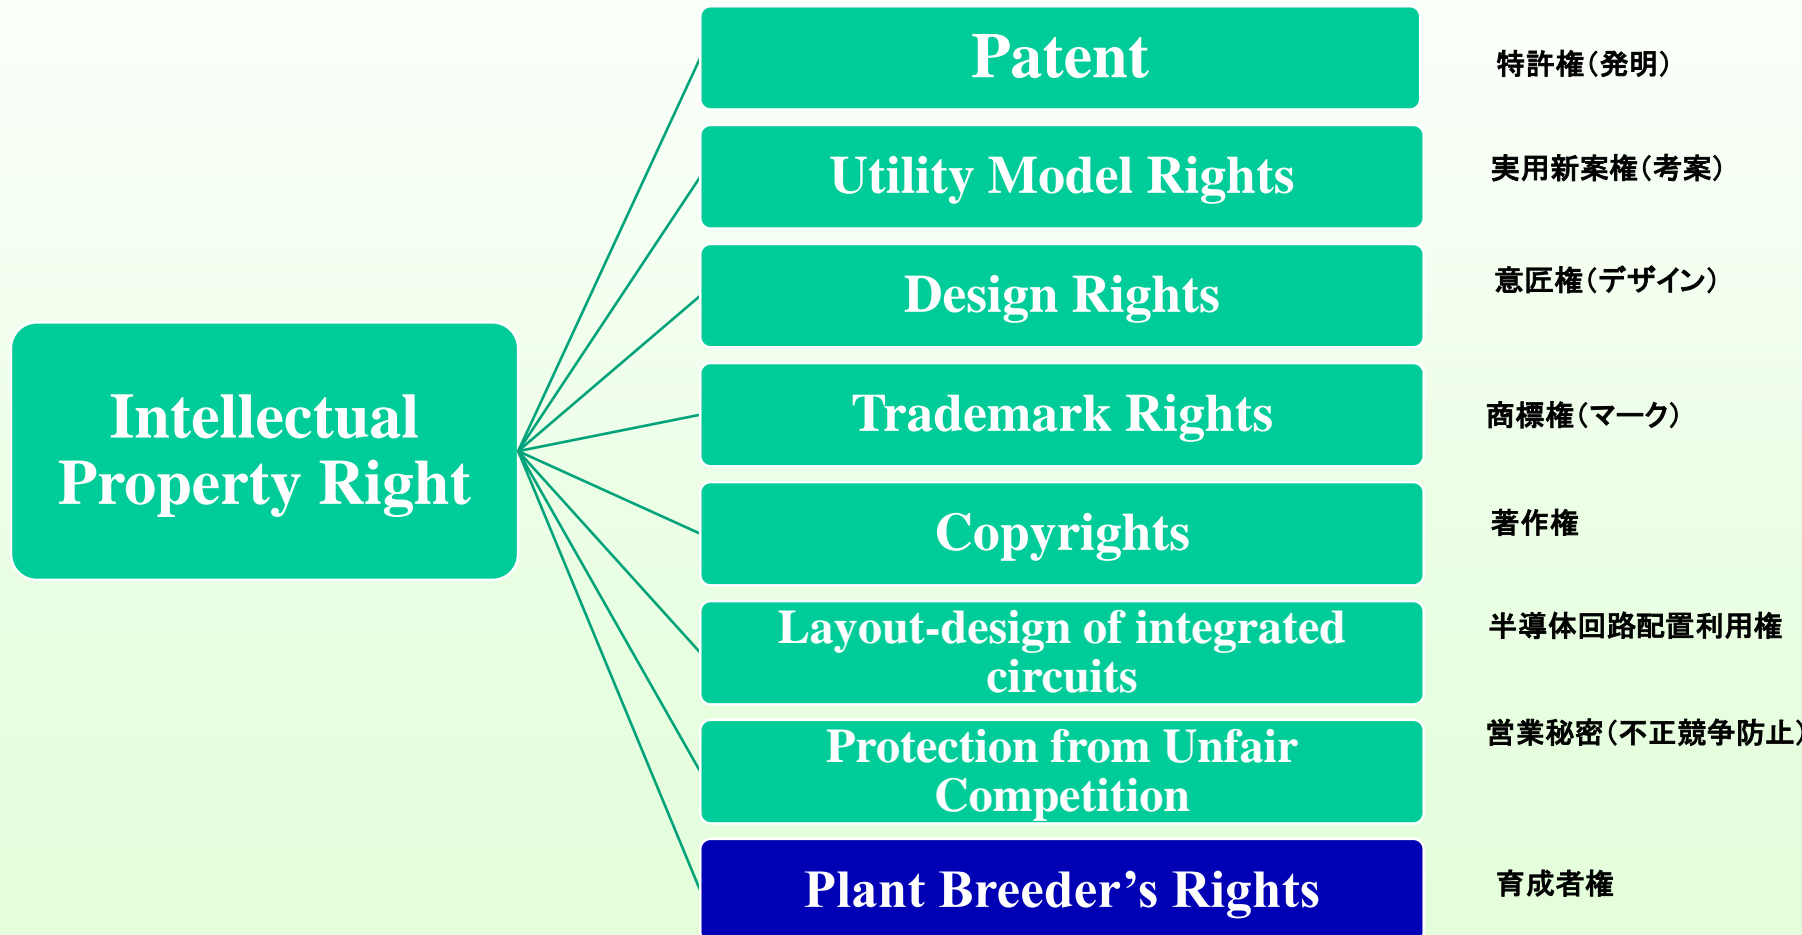 Patent
特許権（発明）
Utility Model Rights
実用新案権（考案）
Design Rights
意匠権（デザイン）
Intellectual
Property Right
Trademark Rights
商標権（マーク）
Copyrights
著作権
Layout-design of integrated
circuits
半導体回路配置利用権
Protection from Unfair
Competition
営業秘密（不正競争防止）
Plant Breeder’s Rights
育成者権